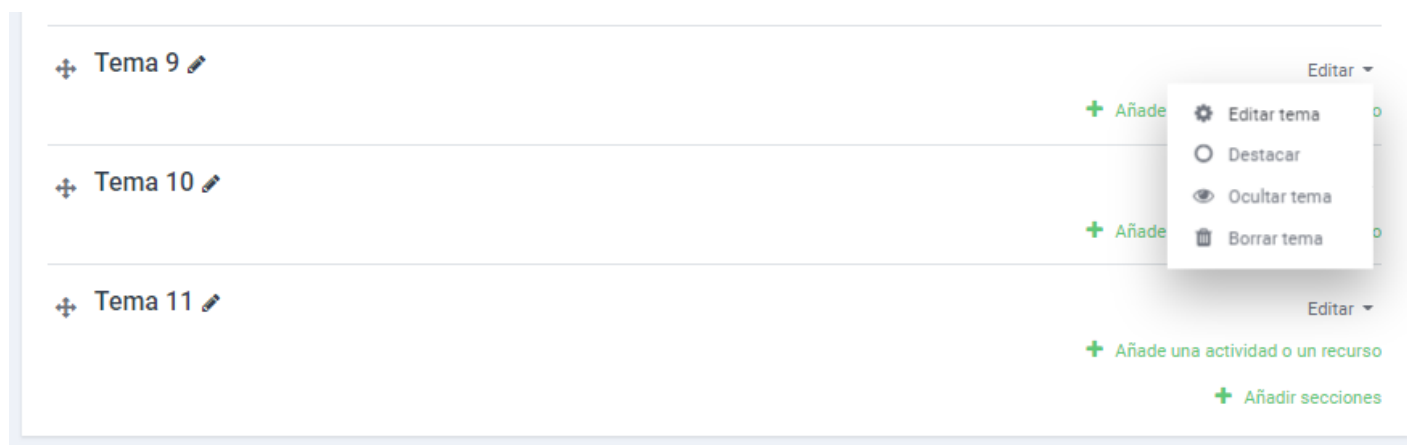 Tema 9
Editar
Añade
o
Editar tema
Destacar
Tema 10
Ocultar tema
Añade
o
Borrar tema
Tema 11
Editar
Añade una actividad o un recurso
Añadir secciones